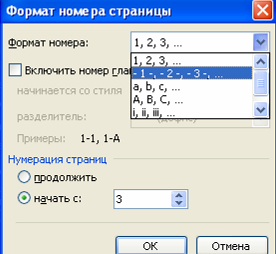 Формат номера страницы
Формат номера: 1, 2, 3, ...
1, 2, 3, ...
- 1 -, - 2 -, - 3 -, ...
a, b, c, ...
A, B, C, ...
i, ii, iii, ...
Включить номер
начинается со стиля
разделитель:
Примеры: 1-1, 1-A
Нумерация страниц
продолжить
начать с: 3
ОК Отмена